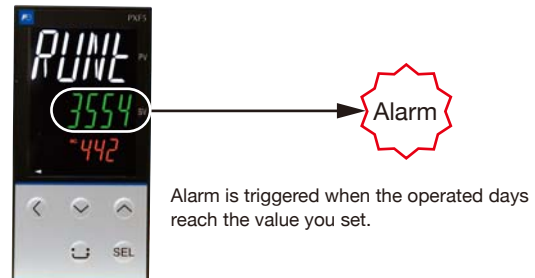 PXF5
RUNt
PV
3554
SV
442
Alarm
Alarm is triggered when the operated days
reach the value you set.
SEL